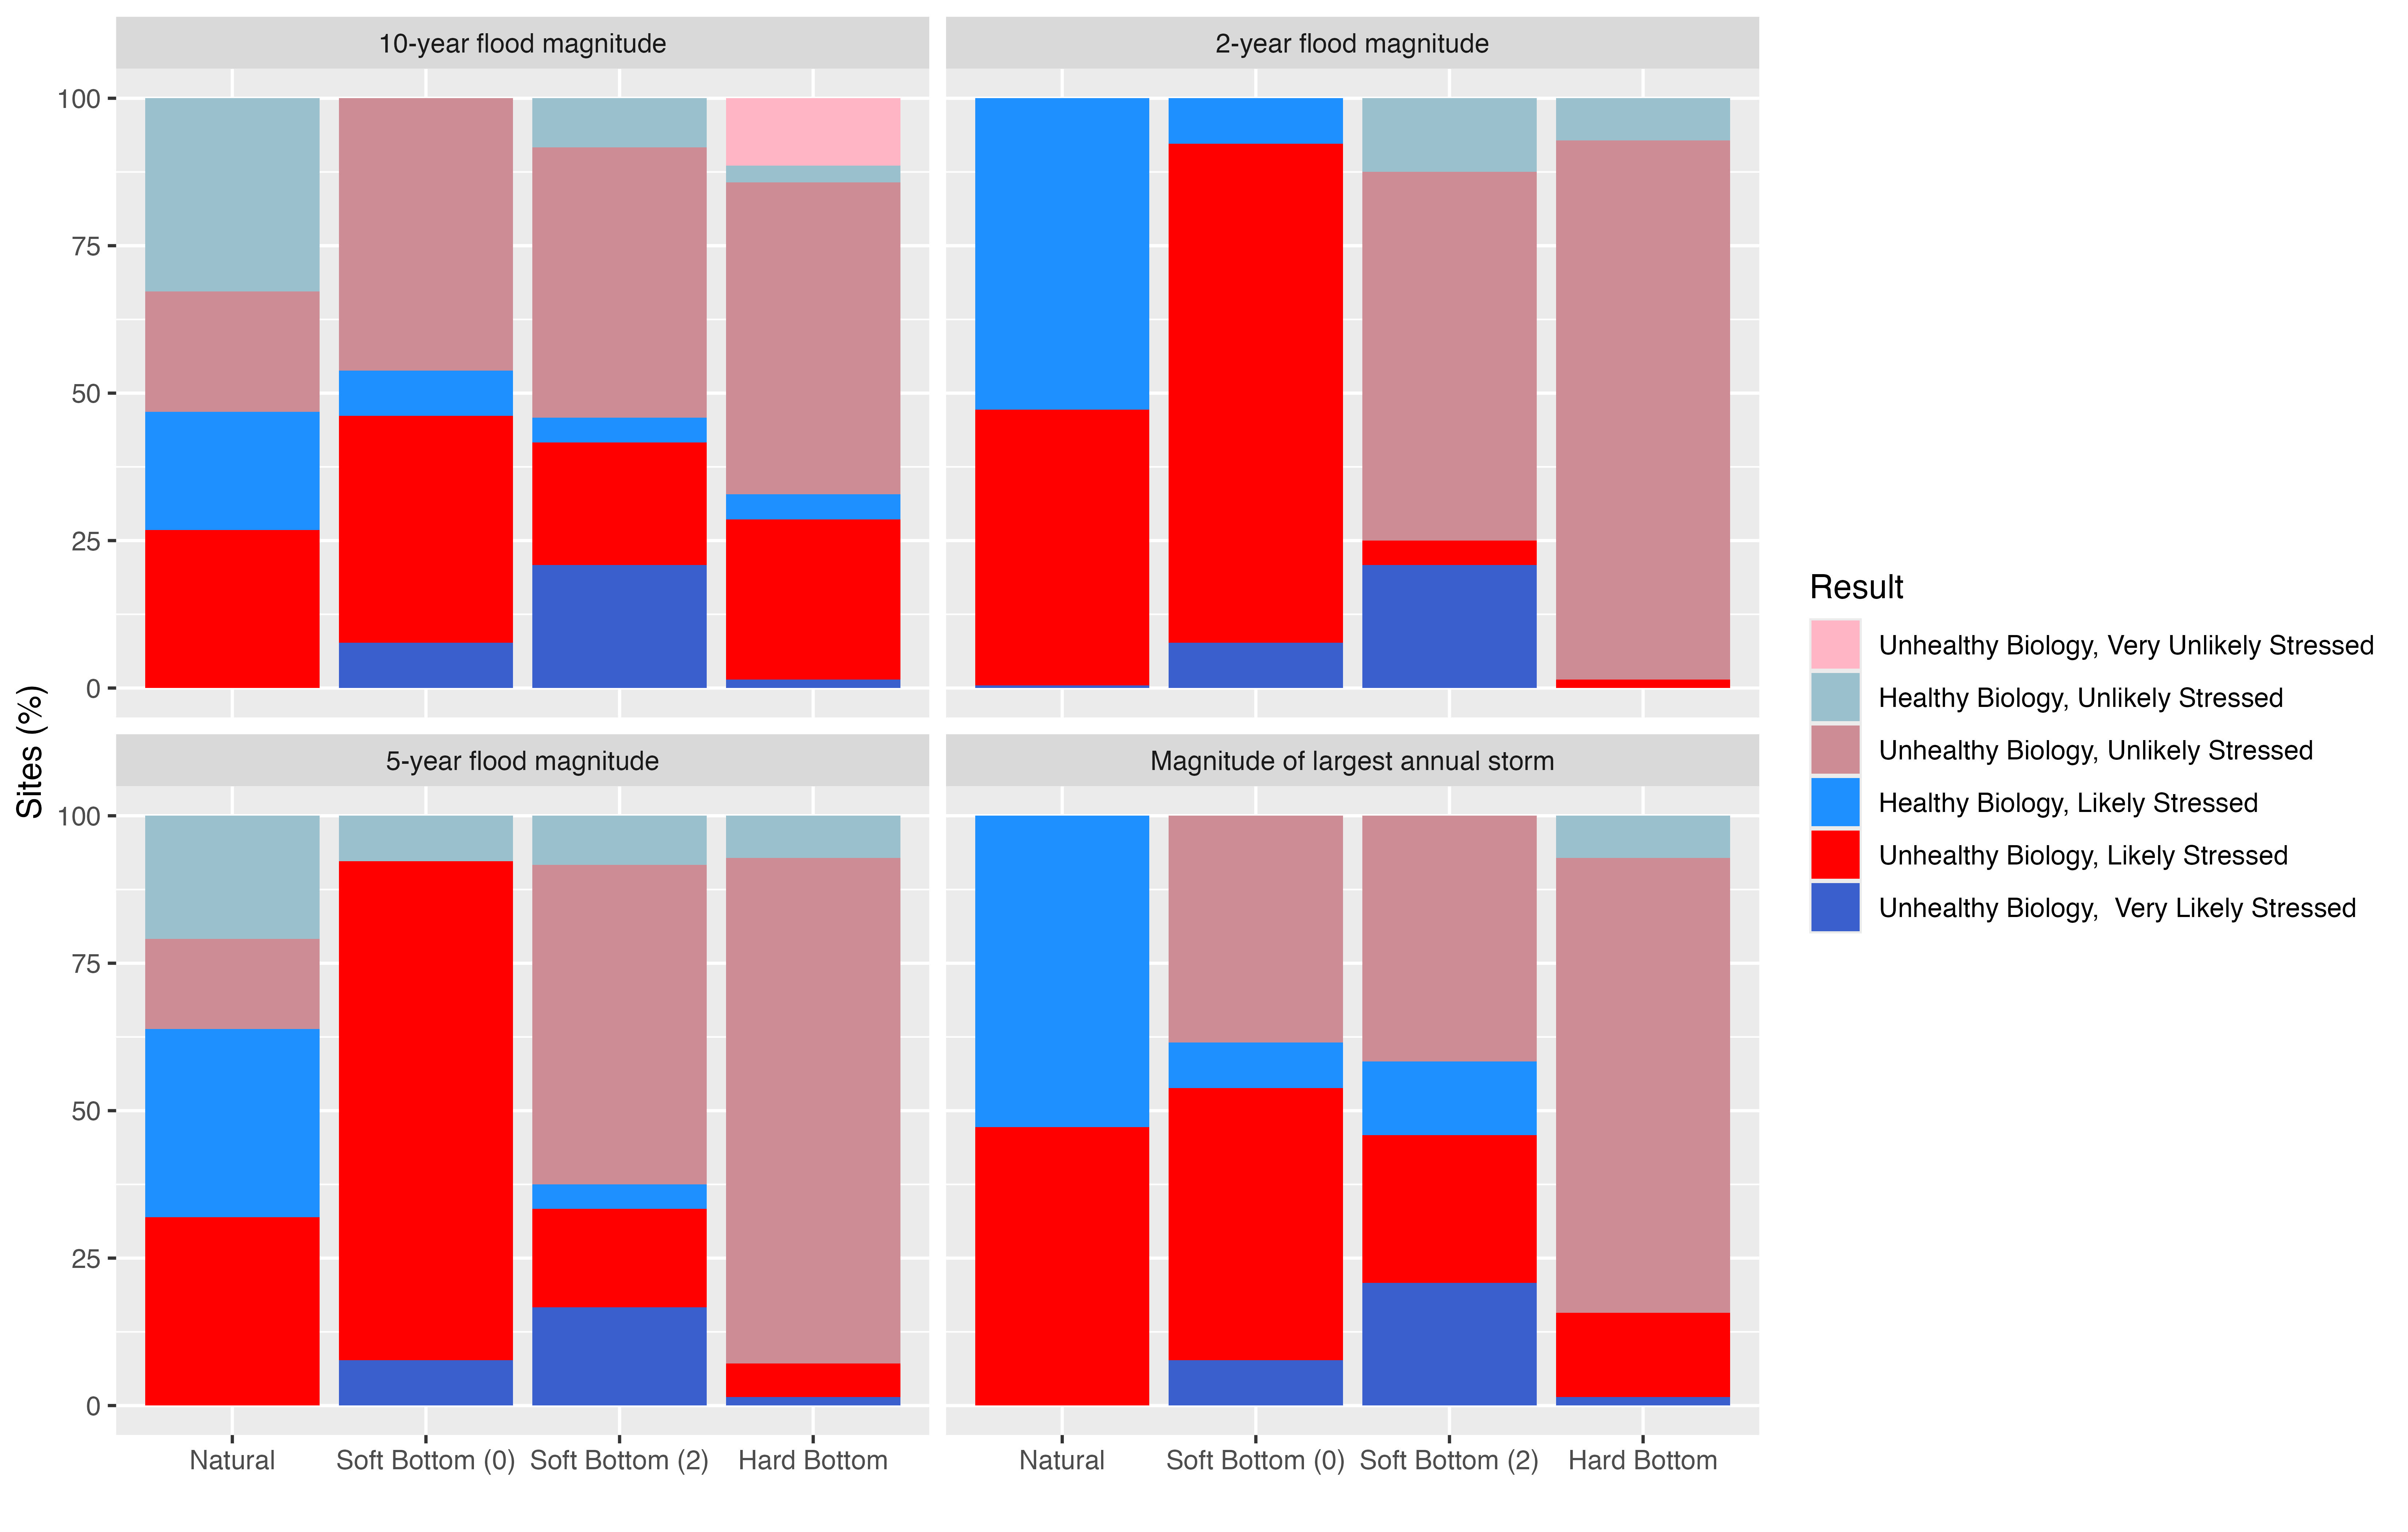 10-year flood magnitude
2-year flood magnitude
100
75
50
25
0
5-year flood magnitude
Magnitude of largest annual storm
100
75
50
25
0
Sites (%)
Natural
Soft Bottom (0)
Soft Bottom (2)
Hard Bottom
Natural
Soft Bottom (0)
Soft Bottom (2)
Hard Bottom
Result
Unhealthy Biology, Very Unlikely Stressed
Healthy Biology, Unlikely Stressed
Unhealthy Biology, Unlikely Stressed
Healthy Biology, Likely Stressed
Unhealthy Biology, Likely Stressed
Unhealthy Biology,  Very Likely Stressed